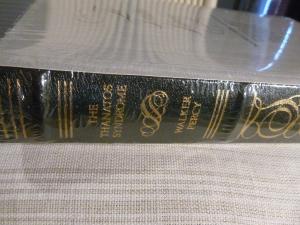 THE
THANATOS
SYNDROME
WALKER
PERCY